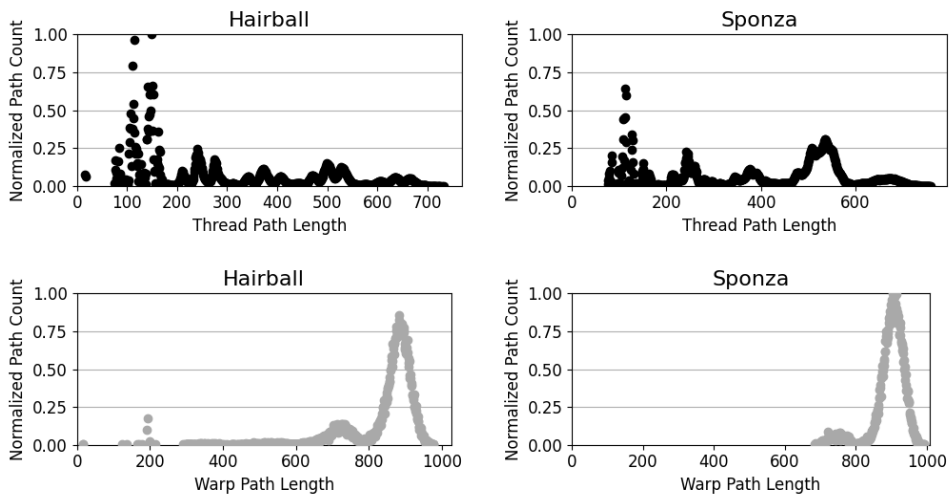 Hairball
Normalized Path Count
1.00
0.75
0.50
0.25
0.00
0 100 200 300 400 500 600 700
Thread Path Length
Sponza
Normalized Path Count
1.00
0.75
0.50
0.25
0.00
0 200 400 600
Thread Path Length
Hairball
Normalized Path Count
1.00
0.75
0.50
0.25
0.00
0 200 400 600 800 1000
Warp Path Length
Sponza
Normalized Path Count
1.00
0.75
0.50
0.25
0.00
0 200 400 600 800 1000
Warp Path Length